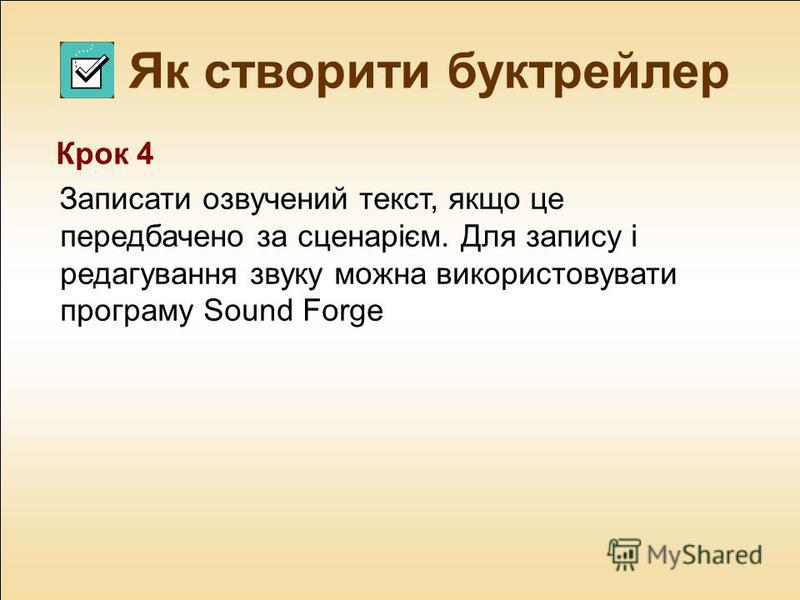 Як створити буктрейлер
Крок 4
Записати озвучений текст, якщо це
передбачено за сценарієм. Для запису і
редагування звуку можна використовувати
програму Sound Forge
MyShared